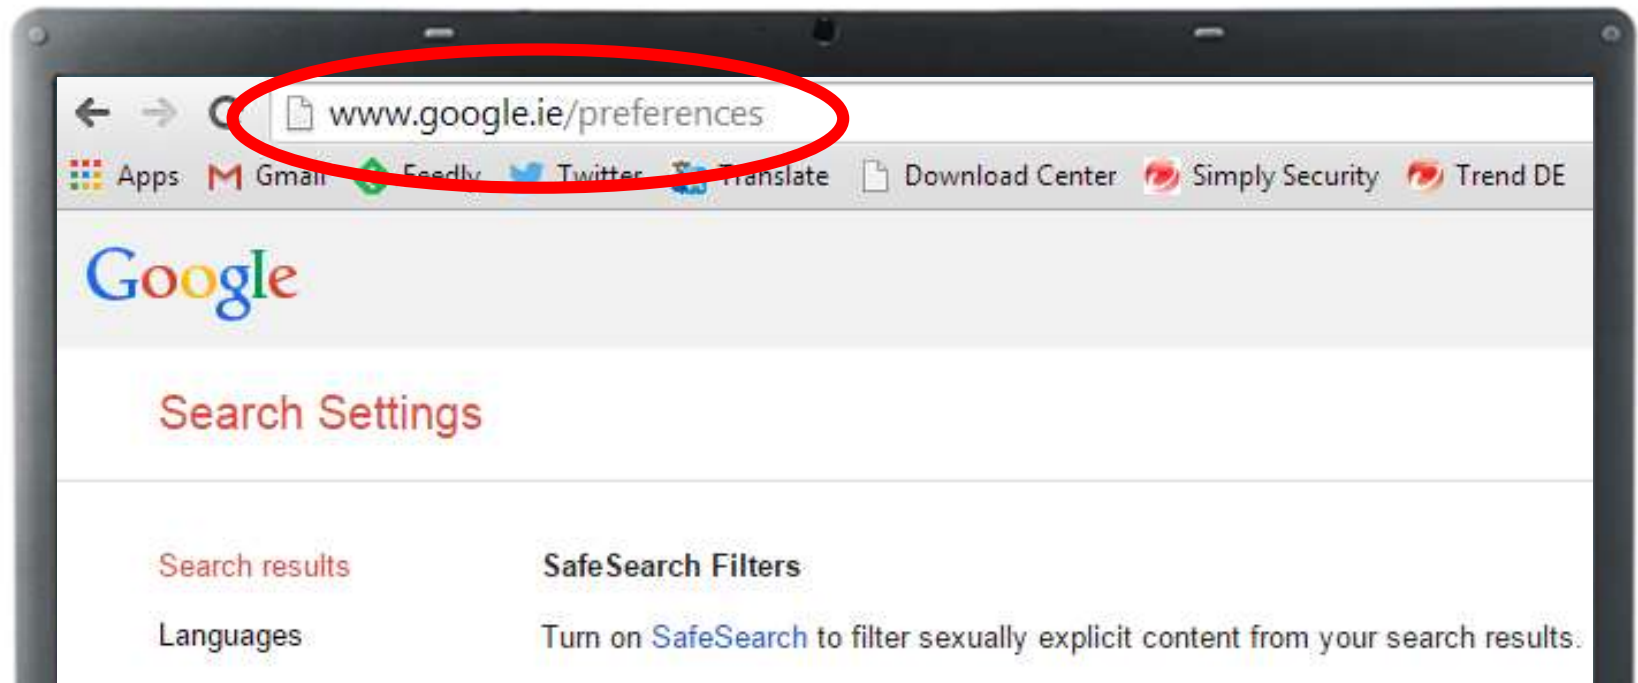 www.google.ie/preferences
Apps Gmail Feedly Twitter Translate Download Center Simply Security Trend DE
Google
Search Settings
Search results SafeSearch Filters
Languages Turn on SafeSearch to filter sexually explicit content from your search results.